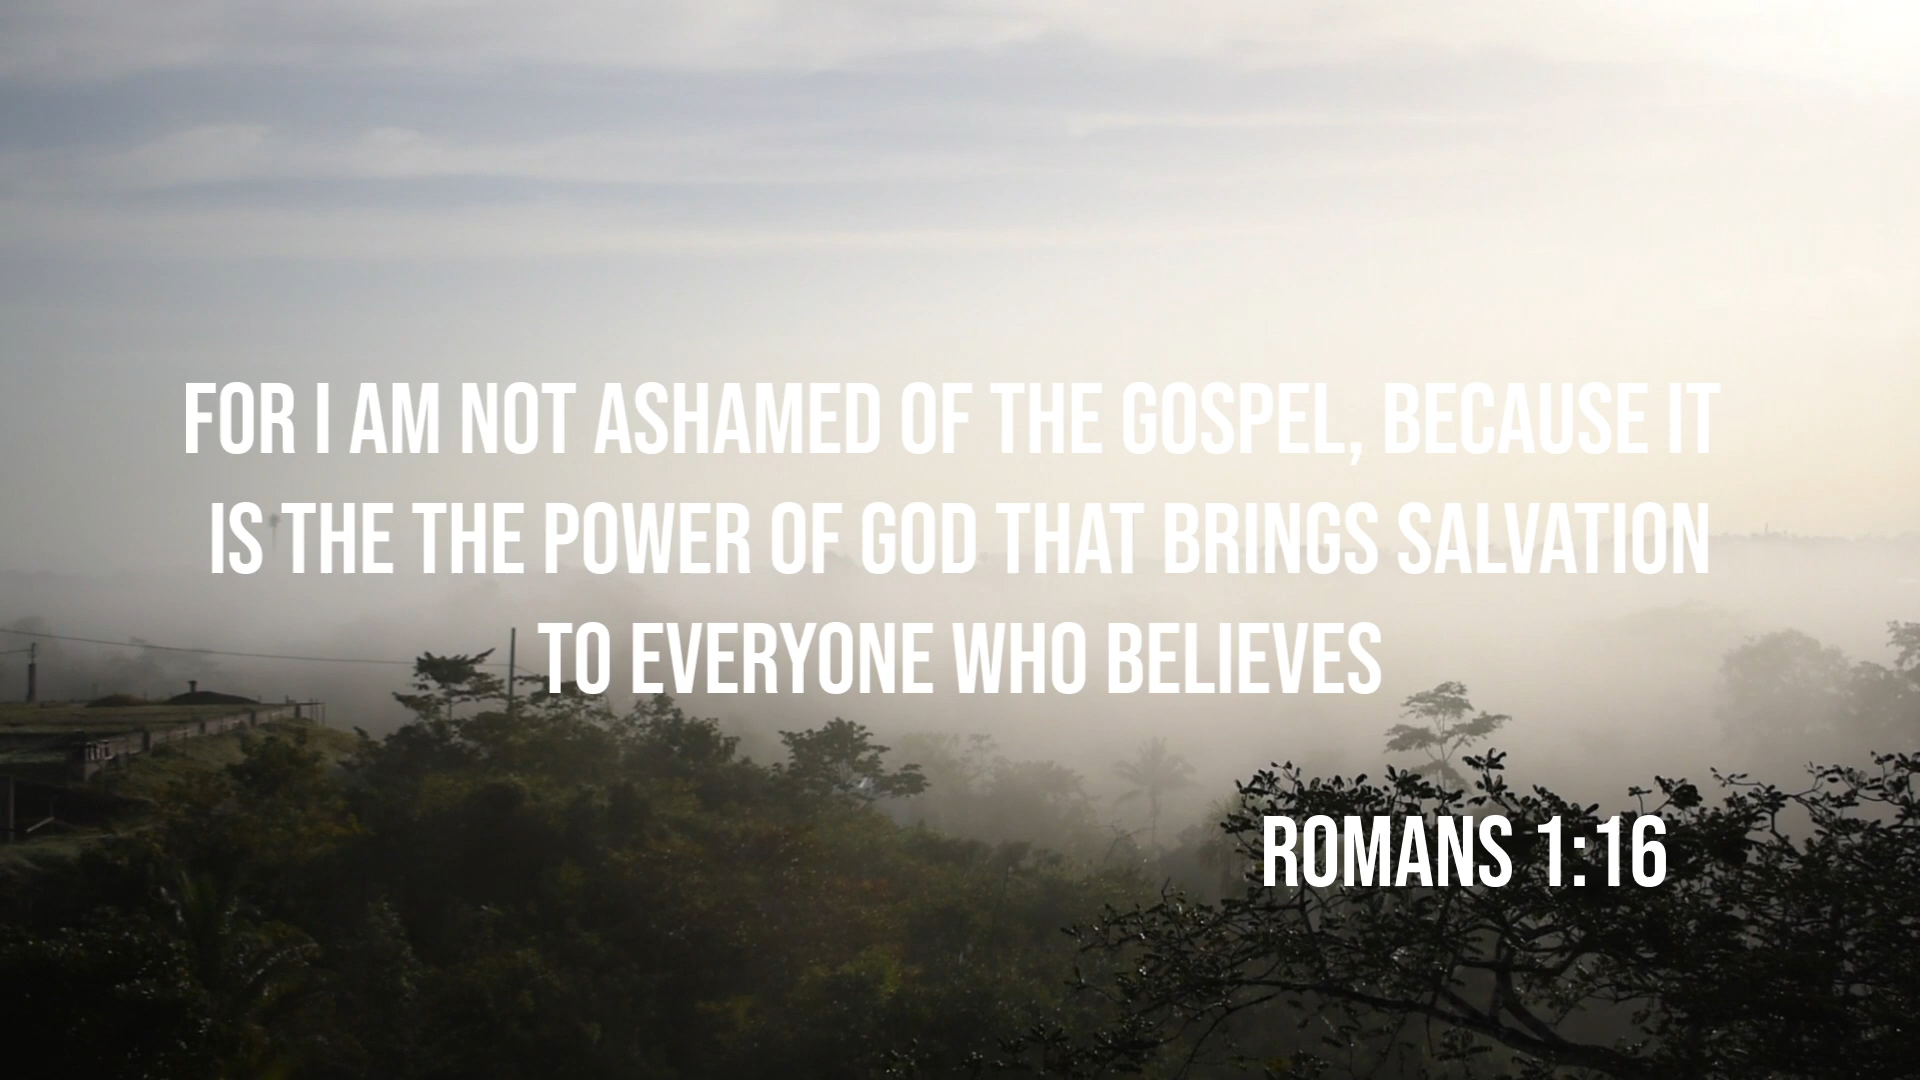 FOR I AM NOT ASHAMED OF THE GOSPEL, BECAUSE IT
IS THE THE POWER OF GOD THAT BRINGS SALVATION
TO EVERYONE WHO BELIEVES
ROMANS 1:16